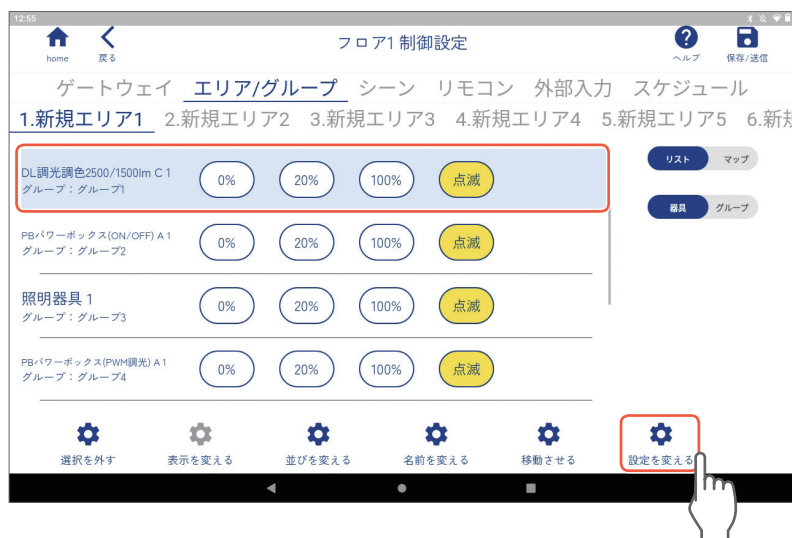 12:55
home
戻る
フロア1 制御設定
ヘルプ
保存/送信
ゲートウェイ エリア/グループ シーン リモコン 外部入力 スケジュール
1.新規エリア1 2.新規エリア2 3.新規エリア3 4.新規エリア4 5.新規エリア5 6.新規
DL調光調色2500/1500lm C 1
グループ：グループ1
0% 20% 100% 点滅
リスト マップ
器具 グループ
PBパワーボックス(ON/OFF) A 1
グループ：グループ2
0% 20% 100% 点滅
照明器具 1
グループ：グループ3
0% 20% 100% 点滅
PBパワーボックス(PWM調光) A 1
グループ：グループ4
0% 20% 100% 点滅
選択を外す 表示を変える 並びを変える 名前を変える 移動させる 設定を変える